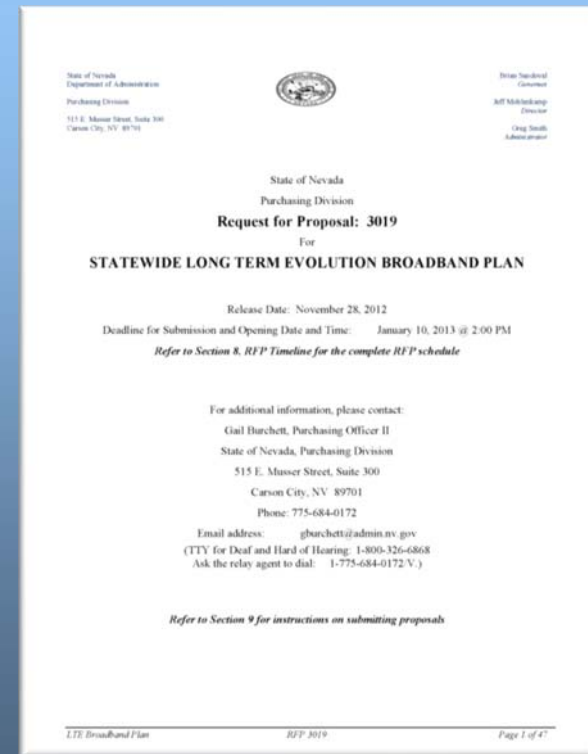 State of Nevada
Department of Administration
Purchasing Division
515 E. Musser Street, Suite 300
Carson City, NV 89701
Brian Sandoval
Governor
Jeff Mohlenkamp
Director
Greg Smith
Administrator
State of Nevada
Purchasing Division
Request for Proposal: 3019
For
STATEWIDE LONG TERM EVOLUTION BROADBAND PLAN
Release Date: November 28, 2012
Deadline for Submission and Opening Date and Time: January 10, 2013 @ 2:00 PM
Refer to Section 8, RFP Timeline for the complete RFP schedule
For additional information, please contact:
Gail Burchett, Purchasing Officer II
State of Nevada, Purchasing Division
515 E. Musser Street, Suite 300
Carson City, NV 89701
Phone: 775-684-0172
Email address: gburchett@admin.nv.gov
(TTY for Deaf and Hard of Hearing: 1-800-326-6868
Ask the relay agent to dial: 1-775-684-0172/V.)
Refer to Section 9 for instructions on submitting proposals
LTE Broadband Plan RFP 3019 Page 1 of 47